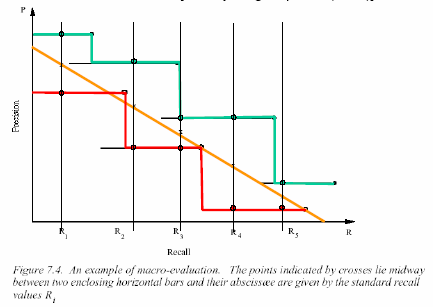 P
Precision
R1 R2 R3 R4 R5 R
Recall
Figure 7.4. An example of macro-evaluation. The points indicated by crosses lie midway
between two enclosing horizontal bars and their abscissae are given by the standard recall
values RI